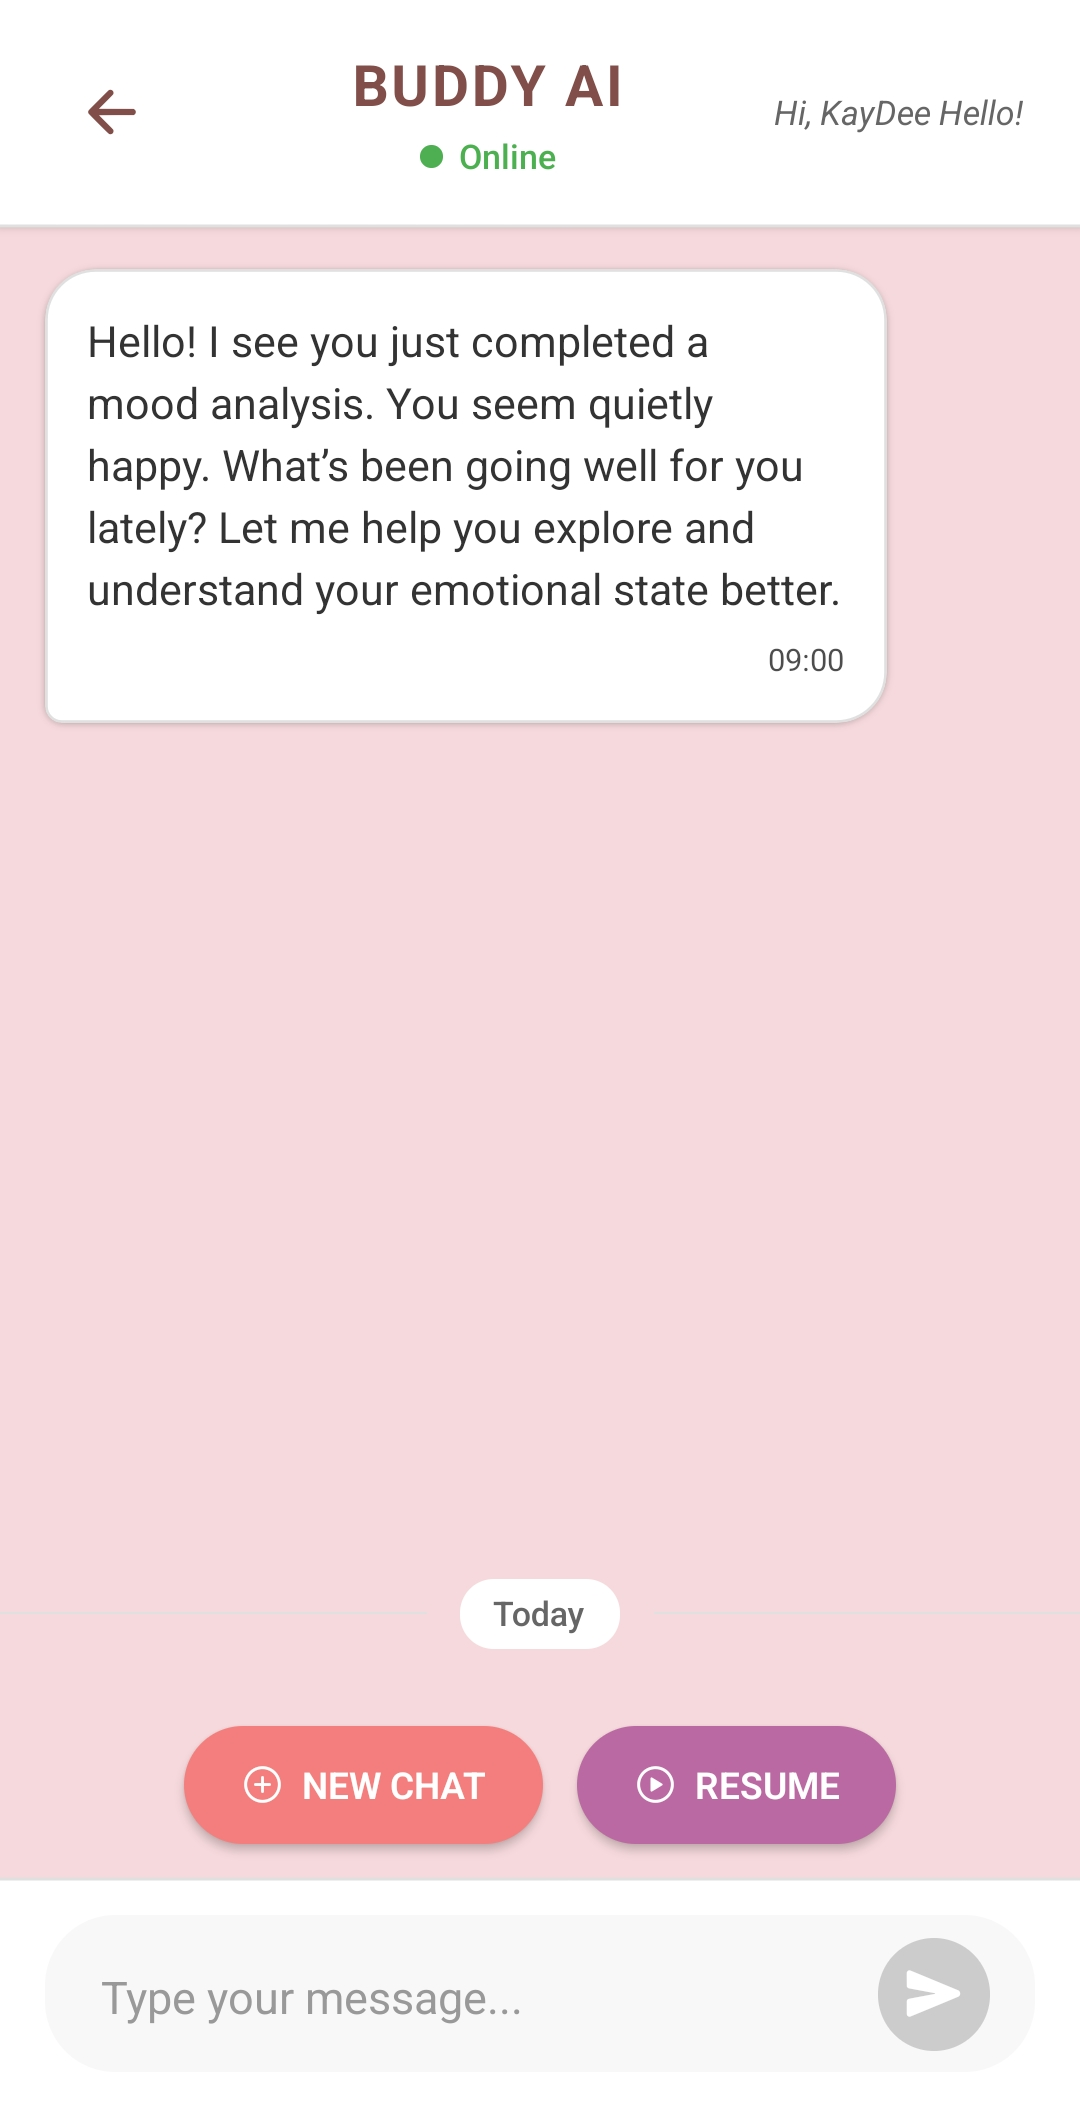 BUDDY AI
Online
Hi, KayDee Hello!
Hello! I see you just completed a
mood analysis. You seem quietly
happy. What’s been going well for you
lately? Let me help you explore and
understand your emotional state better.
09:00
Today
NEW CHAT
RESUME
Type your message...